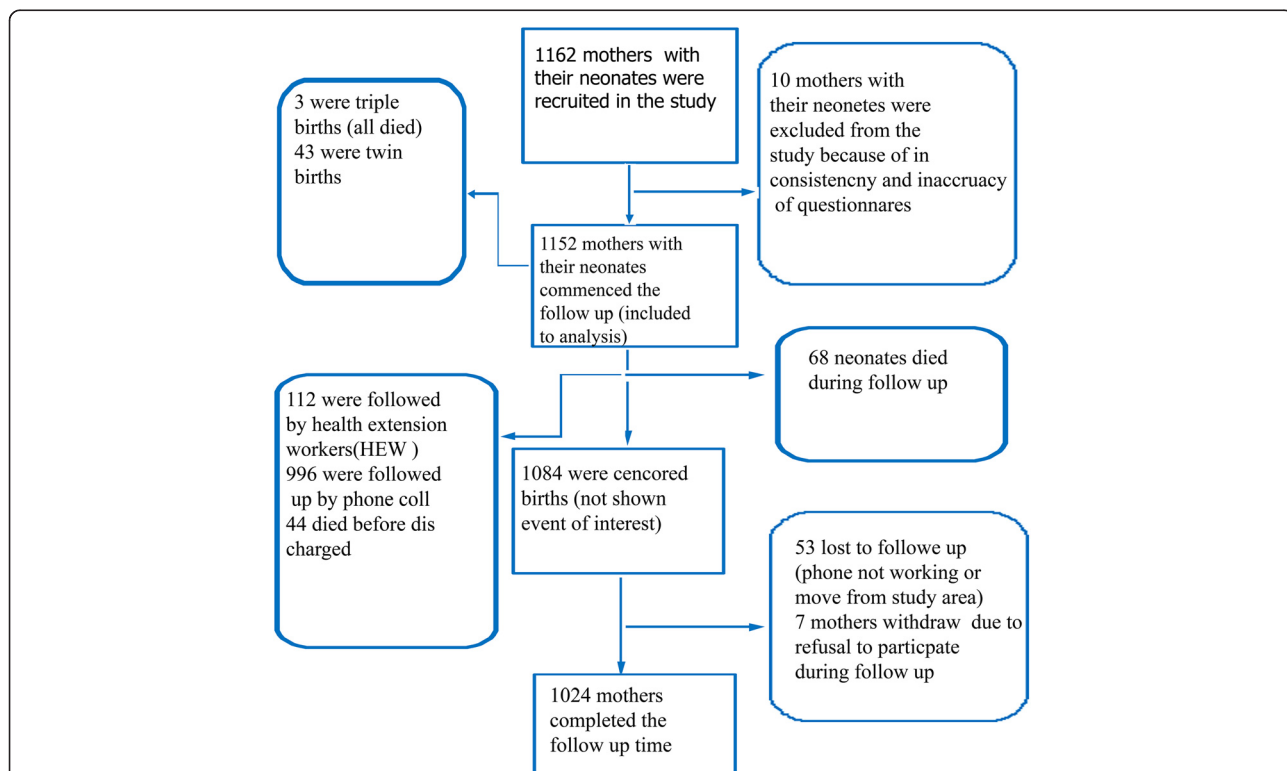 1162 mothers with
their neonates were
recruited in the study
10 mothers with
their neonetes were
excluded from the
study because of in
consistencny and inaccruacy
of questionnares
3 were triple
births (all died)
43 were twin
births
1152 mothers with
their neonates
commenced the
follow up (included
to analysis)
68 neonates died
during follow up
112 were followed
by health extension
workers(HEW )
996 were followed
up by phone coll
44 died before dis
charged
1084 were cencored
births (not shown
event of interest)
53 lost to followe up
(phone not working or
move from study area)
7 mothers withdraw due to
refusal to particpate
during follow up
1024 mothers
completed the
follow up time